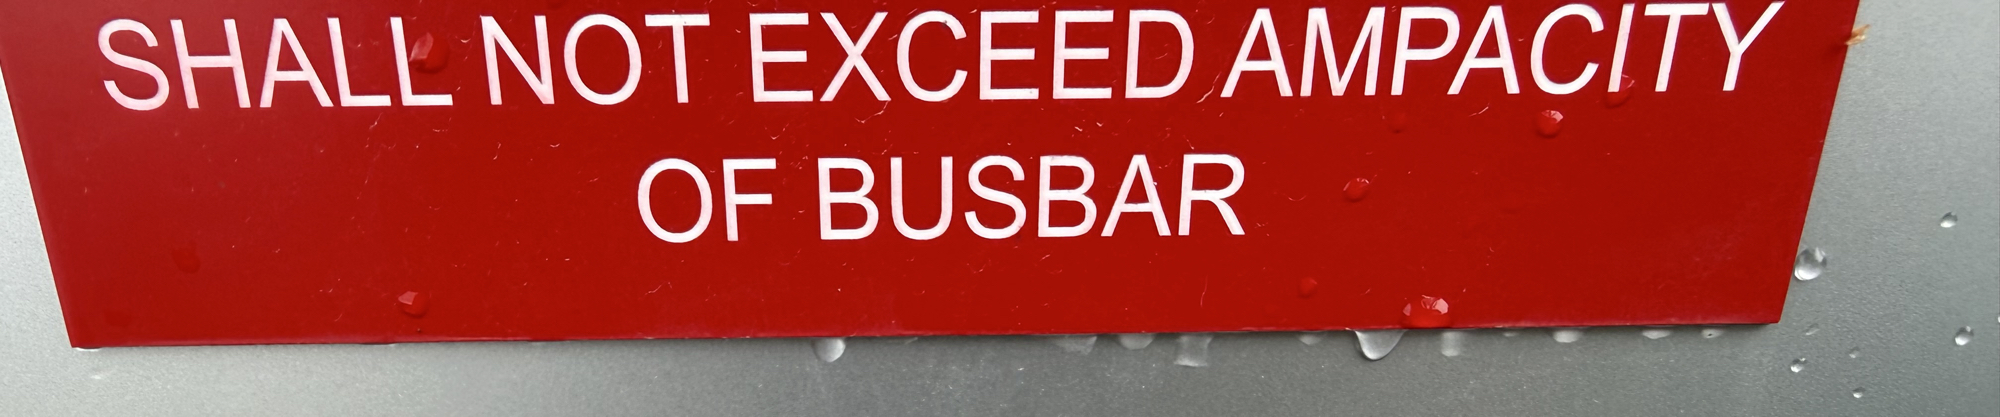 SHALL NOT EXCEED AMPACITY
OF BUSBAR